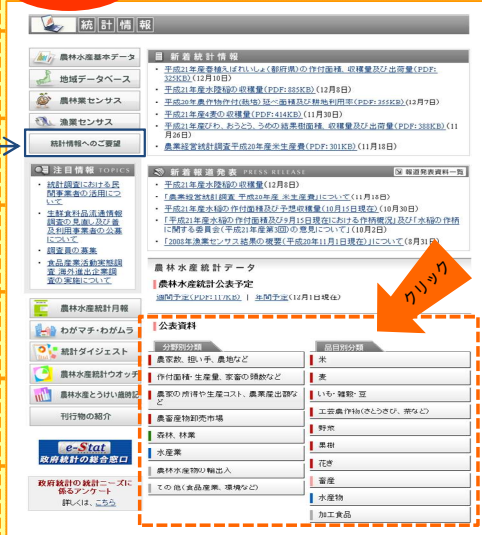 統計情報
農林水産基本データ
地域データベース
農林業センサス
漁業センサス
統計情報へのご要望
注目情報 TOPICS
・統計調査における民
間事業者の活用につ
いて
・生鮮食料品流通情報
調査の見直し及び普
及利用事業者の公募
について
・調査員の募集
・食品産業活動実態調
査 海外進出企業調
査の実施について
農林水産統計月報
わがマチ・わがムラ
統計ダイジェスト
農林水産統計ウオッチ
農林水産とうけい歳時記
刊行物の紹介
e-Stat
政府統計の総合窓口
政府統計の統計ニーズに
係るアンケート
詳しくは、こちら
新着統計情報
・平成21年産春植えばれいしょ(都府県)の作付面積、収穫量及び出荷量(PDF:
325KB)(12月10日)
・平成21年産水陸稲の収穫量(PDF:885KB)(12月8日)
・平成20年農作物作付(栽培)延べ面積及び耕地利用率(PDF:355KB)(12月7日)
・平成21年産4麦の収穫量(PDF:414KB)(11月30日)
・平成21年産びわ、おうとう、うめの結果樹面積、収穫量及び出荷量(PDF:388KB)(11
月26日)
・農業経営統計調査平成20年産米生産費(PDF:301KB)(11月18日)
新着報道発表 PRESS RELEASE
報道発表資料一覧
・平成21年産水陸稲の収穫量(12月8日)
・「農業経営統計調査 平成20年産 米生産費」について(11月18日)
・平成21年産水稲の作付面積及び予想収穫量(10月15日現在)(10月30日)
・「平成21年産水稲の作付面積及び9月15日現在における作柄概況」及び「水稲の作柄
に関する委員会(平成21年産第3回)の意見について」(10月2日)
・「2008年漁業センサス結果の概要(平成20年11月1日現在)」について(8月31日)
農林水産統計データ
農林水産統計公表予定
週間予定(PDF:117KB) | 年間予定(12月1日現在)
クリック
公表資料
分野別分類
農家数、担い手、農地など
作付面積・生産量、家畜の頭数など
農家の所得や生産コスト、農業産出額な
ど
農畜産物卸売市場
森林、林業
水産業
農林水産物の輸出入
その他(食品産業、環境など)
品目別分類
米
麦
いも・雑穀・豆
工芸農作物(さとうきび、茶など)
野菜
果樹
花き
畜産
水産物
加工食品